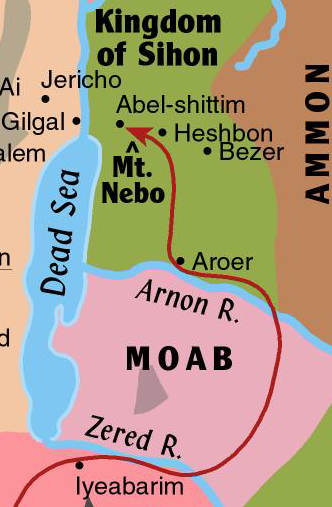 Kingdom
of Sihon
Ai
Jericho
Abel-shittim
Gilgal
Heshbon
alem
Bezer
Mt.
Nebo
AMMON
Dead Sea
Aroer
n
Arnon R.
d
MOAB
Zered R.
Iyeabarim